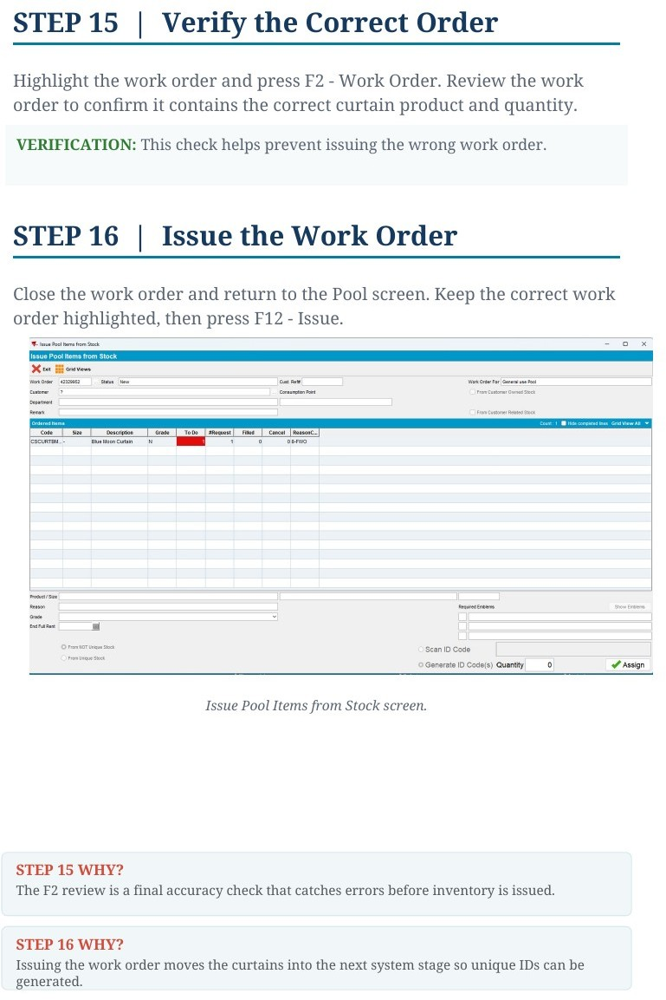 STEP 15 | Verify the Correct Order
Highlight the work order and press F2 - Work Order. Review the work
order to confirm it contains the correct curtain product and quantity.
VERIFICATION: This check helps prevent issuing the wrong work order.
STEP 16 | Issue the Work Order
Close the work order and return to the Pool screen. Keep the correct work
order highlighted, then press F12 - Issue.
Issue Pool Items from Stock
Issue Pool Items from Stock
Exit Grid Views
Work Order 42329952 Status New Cust. Ref# Work Order For General use Pool
Customer ? Consumption Point From Customer Owned Stock
Department
Remark From Customer Related Stock
Ordered Items Count : 1 Hide completed lines Grid View All
Code Size Description Grade To Do #Request Filled Cancel ReasonC...
CSCURTBM... - Blue Moon Curtain N 1 1 0 0 8-FWO
Product / Size
Reason Required Emblems Show Emblems
Grade
End Full Rent
From NOT Unique Stock
From Unique Stock
Scan ID Code
Generate ID Code(s) Quantity 0 Assign
Issue Pool Items from Stock screen.
STEP 15 WHY?
The F2 review is a final accuracy check that catches errors before inventory is issued.
STEP 16 WHY?
Issuing the work order moves the curtains into the next system stage so unique IDs can be
generated.